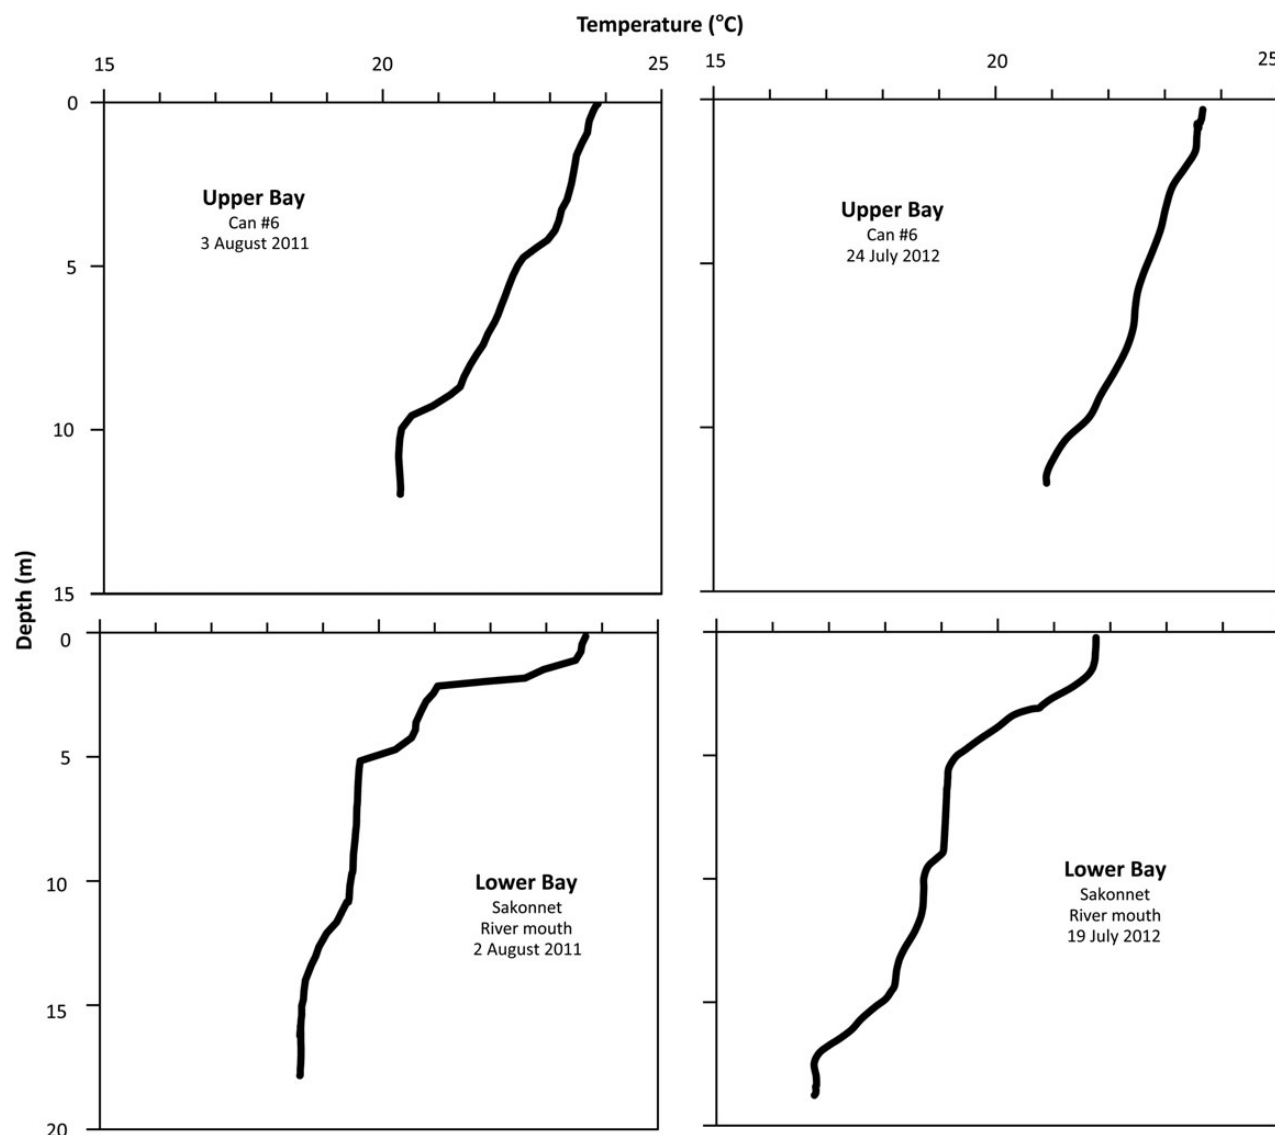 Temperature (°C)
15 20 25 15 20 25
0
Upper Bay
Can #6
3 August 2011
5
10
15
Upper Bay
Can #6
24 July 2012
Depth (m)
0
5
10
15
20
Lower Bay
Sakonnet
River mouth
2 August 2011
Lower Bay
Sakonnet
River mouth
19 July 2012